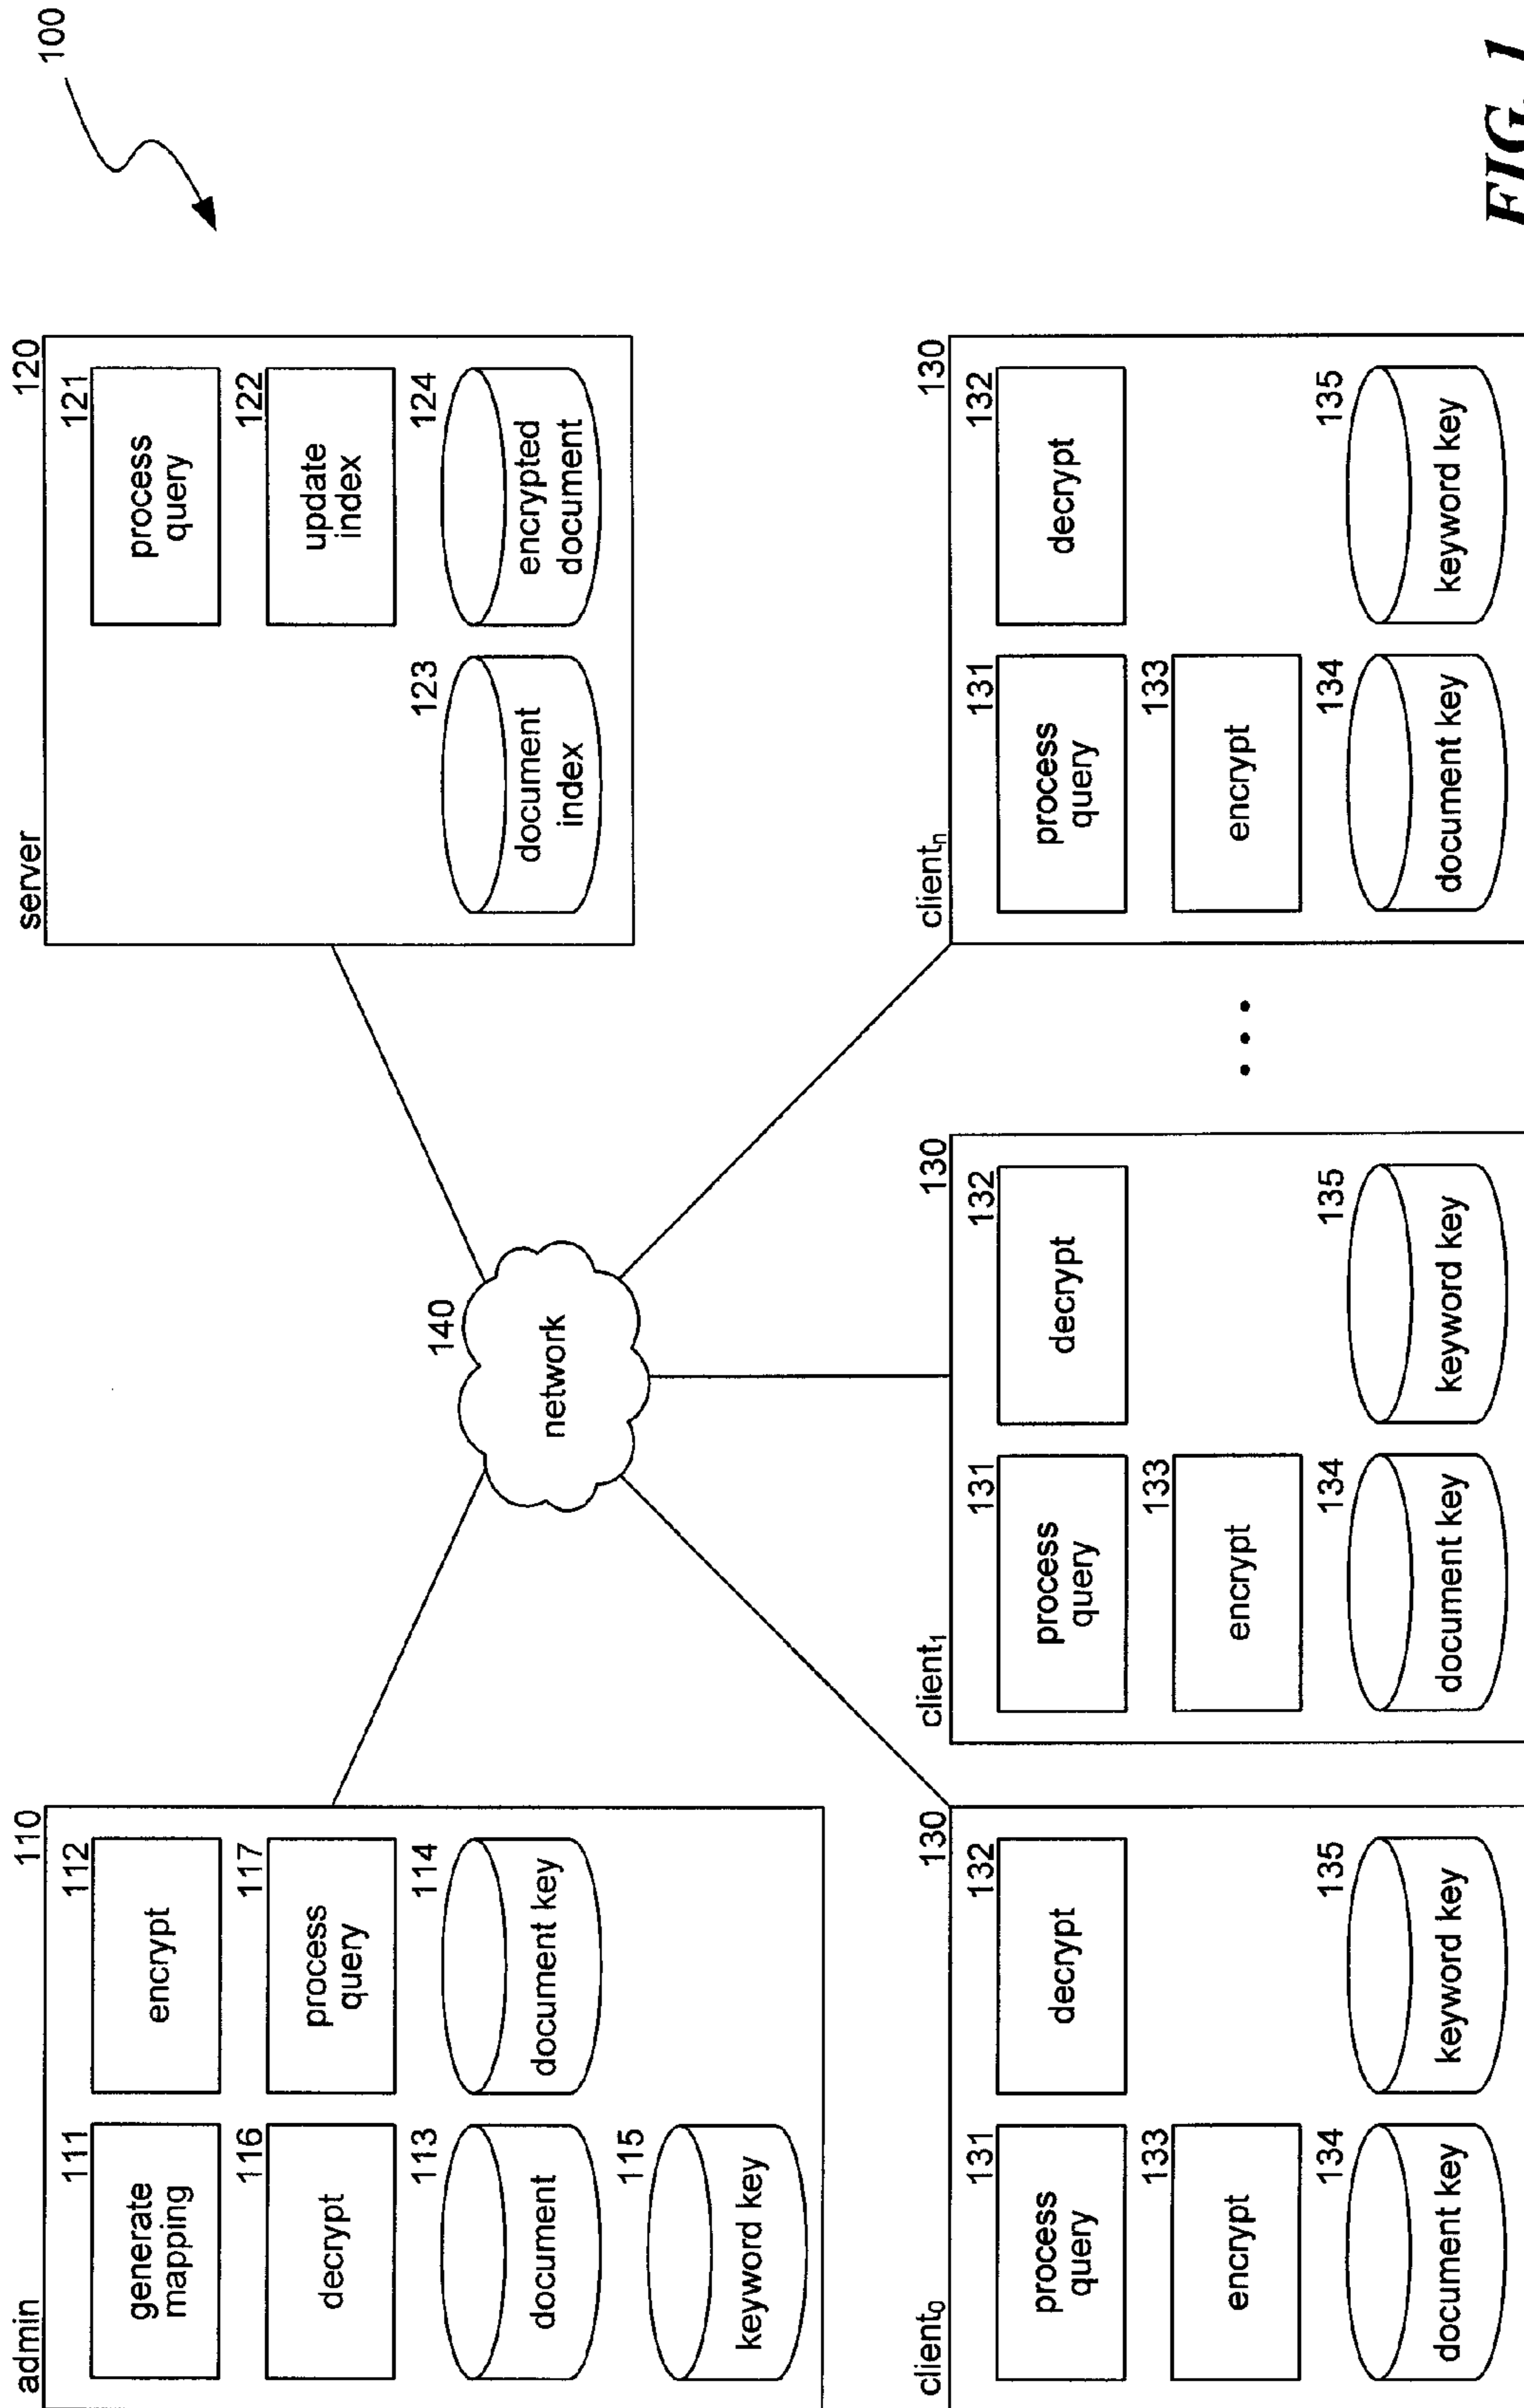 100
admin
110
111
generate
mapping
112
encrypt
116
decrypt
117
process
query
113
document
114
document key
115
keyword key
server
120
121
process
query
122
update
index
123
document
index
124
encrypted
document
140
network
client₀
130
131
process
query
132
decrypt
133
encrypt
134
document key
135
keyword key
client₁
130
131
process
query
132
decrypt
133
encrypt
134
document key
135
keyword key
• • •
clientₙ
130
131
process
query
132
decrypt
133
encrypt
134
document key
135
keyword key
FIG. 1